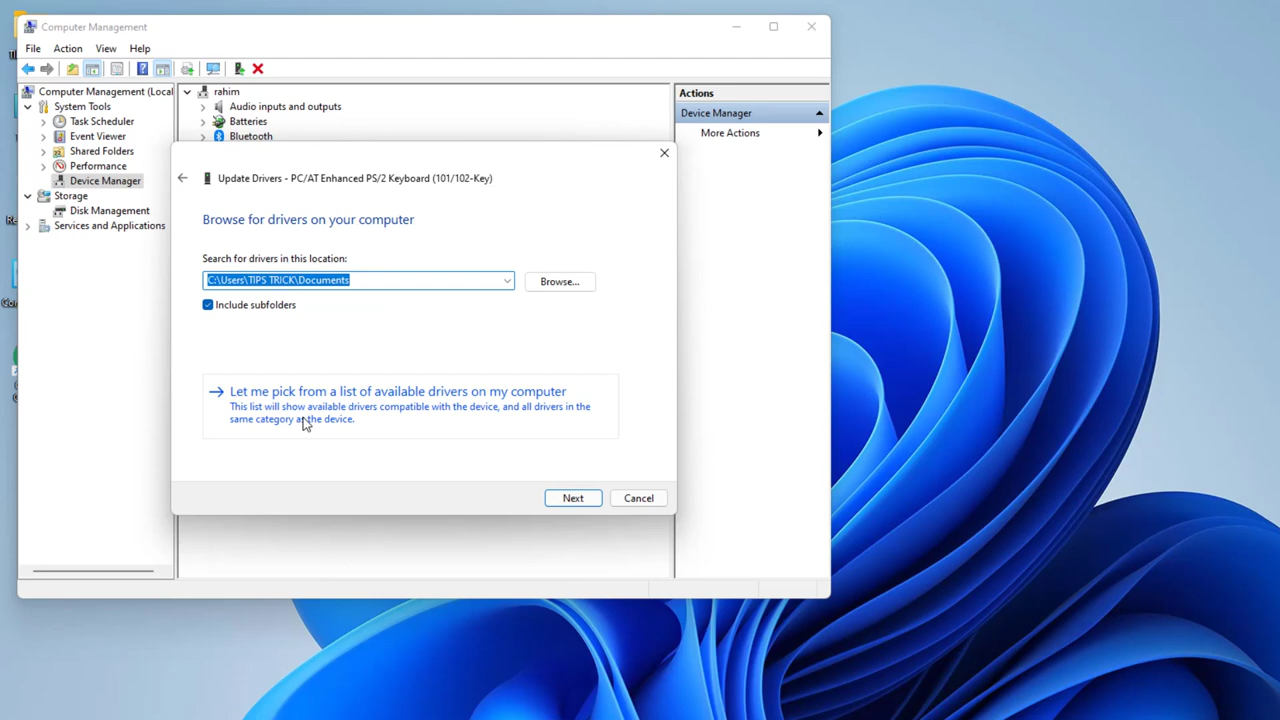 Computer Management
File Action View Help
Computer Management (Local
System Tools
Task Scheduler
Event Viewer
Shared Folders
Performance
Device Manager
Storage
Disk Management
Services and Applications
rahim
Audio inputs and outputs
Batteries
Bluetooth
Actions
Device Manager
More Actions
Update Drivers - PC/AT Enhanced PS/2 Keyboard (101/102-Key)
Browse for drivers on your computer
Search for drivers in this location:
C:\Users\TIPS TRICK\Documents
Browse...
Include subfolders
Let me pick from a list of available drivers on my computer
This list will show available drivers compatible with the device, and all drivers in the
same category as the device.
Next Cancel